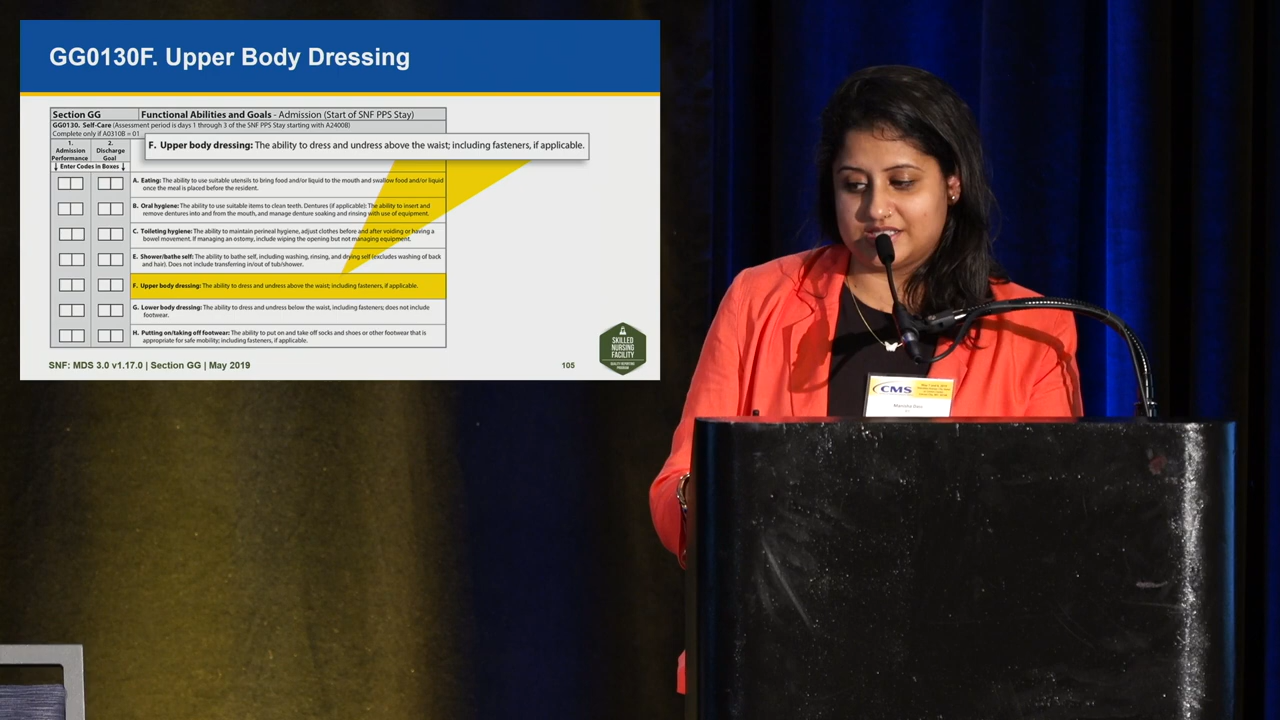 GG0130F. Upper Body Dressing
Section GG
Functional Abilities and Goals - Admission (Start of SNF PPS Stay)
GG0130. Self-Care (Assessment period is days 1 through 3 of the SNF PPS Stay starting with A2400B)
Complete only if A0310B = 01
F. Upper body dressing: The ability to dress and undress above the waist; including fasteners, if applicable.
1.
Admission
Performance
2.
Discharge
Goal
↓ Enter Codes in Boxes ↓
A. Eating: The ability to use suitable utensils to bring food and/or liquid to the mouth and swallow food and/or liquid
once the meal is placed before the resident.
B. Oral hygiene: The ability to use suitable items to clean teeth. Dentures (if applicable): The ability to insert and
remove dentures into and from the mouth, and manage denture soaking and rinsing with use of equipment.
C. Toileting hygiene: The ability to maintain perineal hygiene, adjust clothes before and after voiding or having a
bowel movement. If managing an ostomy, include wiping the opening but not managing equipment.
E. Shower/bathe self: The ability to bathe self, including washing, rinsing, and drying self (excludes washing of back
and hair). Does not include transferring in/out of tub/shower.
F. Upper body dressing: The ability to dress and undress above the waist; including fasteners, if applicable.
G. Lower body dressing: The ability to dress and undress below the waist, including fasteners; does not include
footwear.
H. Putting on/taking off footwear: The ability to put on and take off socks and shoes or other footwear that is
appropriate for safe mobility; including fasteners, if applicable.
SNF: MDS 3.0 v1.17.0 | Section GG | May 2019
105
SKILLED
NURSING
FACILITY
QUALITY REPORTING
PROGRAM
CMS